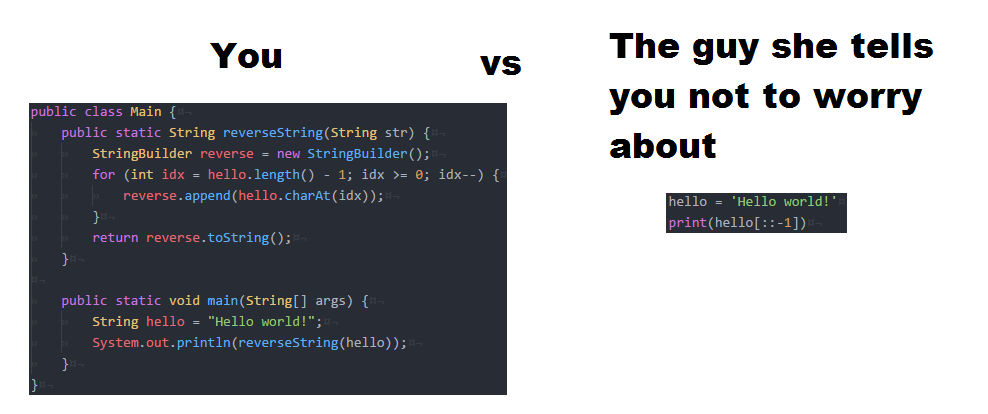 You
vs
The guy she tells
you not to worry
about
public class Main {
    public static String reverseString(String str) {
        StringBuilder reverse = new StringBuilder();
        for (int idx = hello.length() - 1; idx >= 0; idx--) {
            reverse.append(hello.charAt(idx));
        }
        return reverse.toString();
    }

    public static void main(String[] args) {
        String hello = "Hello world!";
        System.out.println(reverseString(hello));
    }
}
hello = 'Hello world!'
print(hello[::-1])